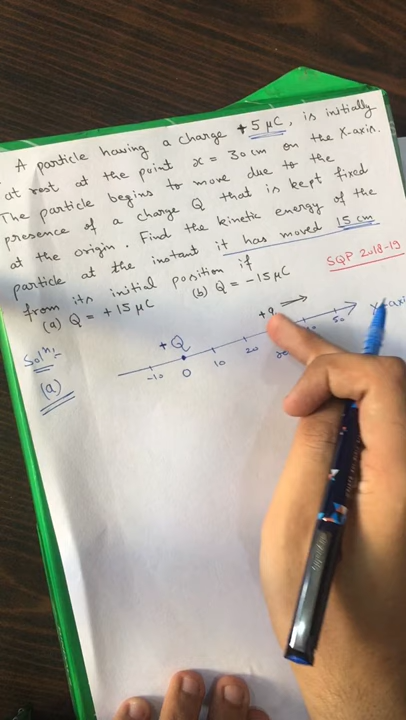 A particle having a charge +5 μC, is initially
at rest at the point x = 30 cm on the X-axis.
The particle begins to move due to the
presence of a charge Q that is kept fixed
at the origin. Find the kinetic energy of the
particle at the instant it has moved 15 cm
from its initial position if
SQP 2018-19
(a) Q = +15 μC (b) Q = -15 μC
Solⁿ:-
(a)
+Q
+q
-10 0 10 20 50